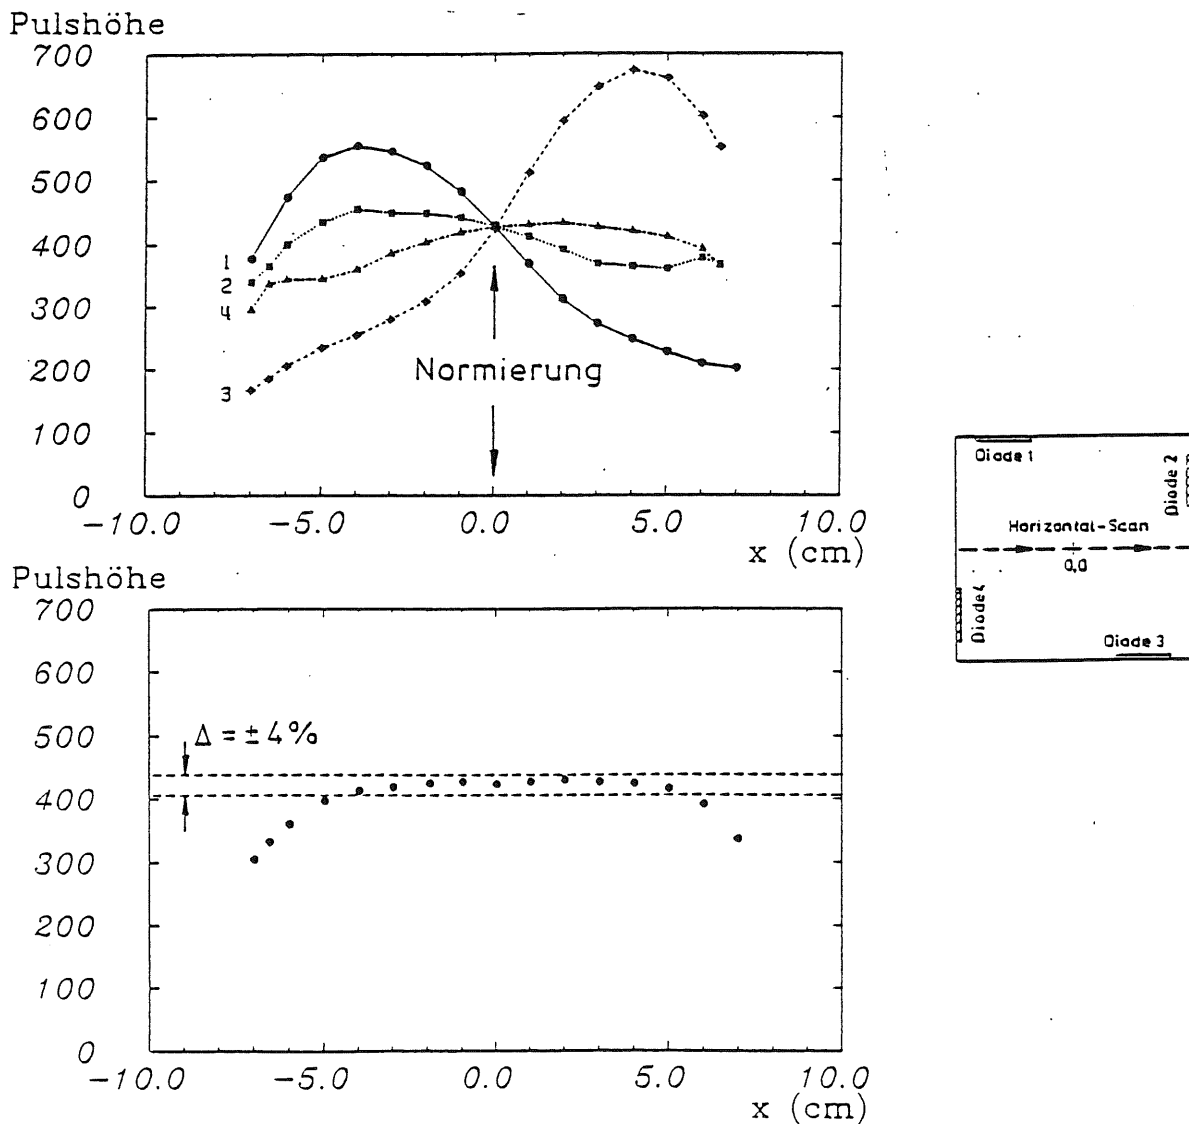 Pulshöhe
700
600
500
400
300
200
100
0
1
2
4
3
Normierung
-10.0 -5.0 0.0 5.0 10.0
x (cm)
Diode 1
Diode 2
Horizontal-Scan
0,0
Diode 4
Diode 3
Pulshöhe
700
600
500
400
300
200
100
0
Δ = ± 4%
-10.0 -5.0 0.0 5.0 10.0
x (cm)